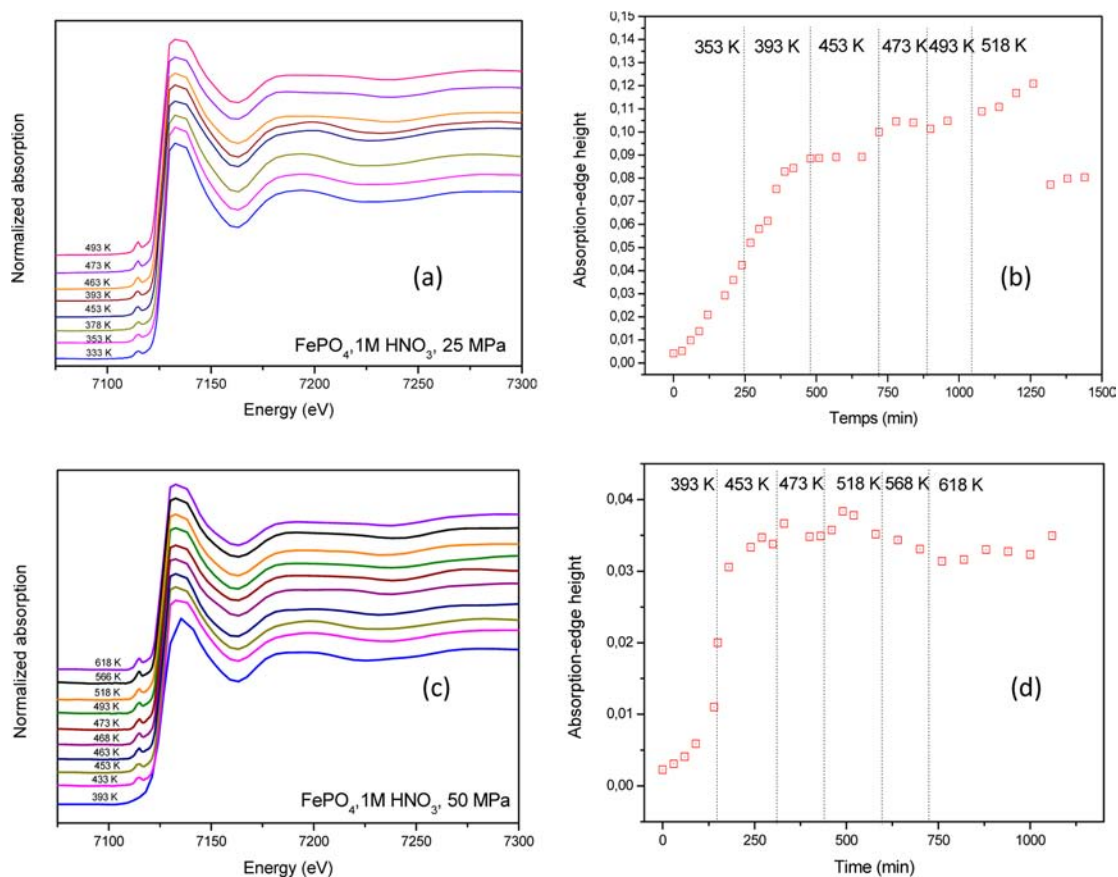 Normalized absorption
493 K
473 K
463 K
393 K
453 K
378 K
353 K
333 K
(a)
FePO₄,1M HNO₃, 25 MPa
7100 7150 7200 7250 7300
Energy (eV)
Absorption-edge height
0,15
0,14
0,13
0,12
0,11
0,10
0,09
0,08
0,07
0,06
0,05
0,04
0,03
0,02
0,01
0,00
353 K 393 K 453 K 473 K 493 K 518 K
(b)
0 250 500 750 1000 1250 1500
Temps (min)
Normalized absorption
618 K
566 K
518 K
493 K
473 K
468 K
463 K
453 K
433 K
393 K
(c)
FePO₄,1M HNO₃, 50 MPa
7100 7150 7200 7250 7300
Energy (eV)
Absorption-edge height
0,04
0,03
0,02
0,01
0,00
393 K 453 K 473 K 518 K 568 K 618 K
(d)
0 250 500 750 1000
Time (min)